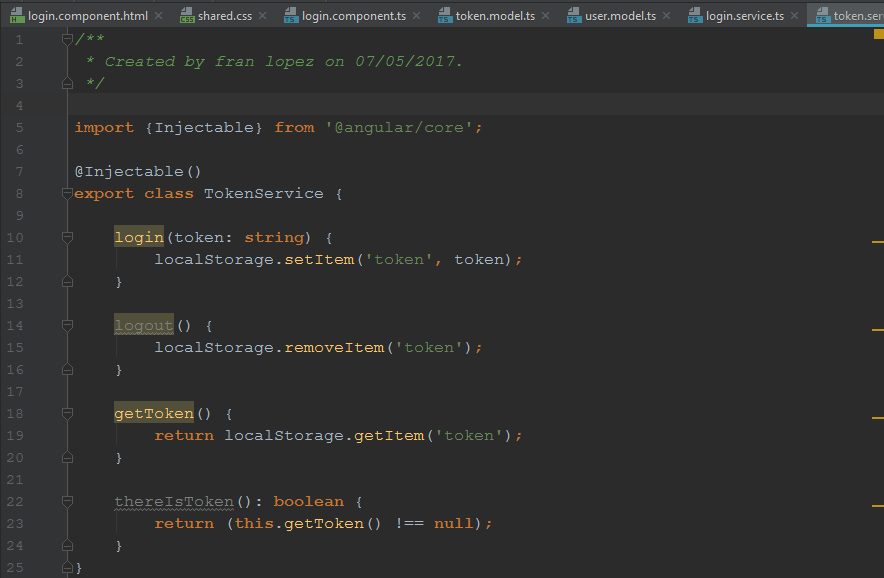 login.component.html shared.css login.component.ts token.model.ts user.model.ts login.service.ts token.ser
1 /**
2 * Created by fran lopez on 07/05/2017.
3 */
4
5 import {Injectable} from '@angular/core';
6
7 @Injectable()
8 export class TokenService {
9
10 login(token: string) {
11 localStorage.setItem('token', token);
12 }
13
14 logout() {
15 localStorage.removeItem('token');
16 }
17
18 getToken() {
19 return localStorage.getItem('token');
20 }
21
22 thereIsToken(): boolean {
23 return (this.getToken() !== null);
24 }
25 }